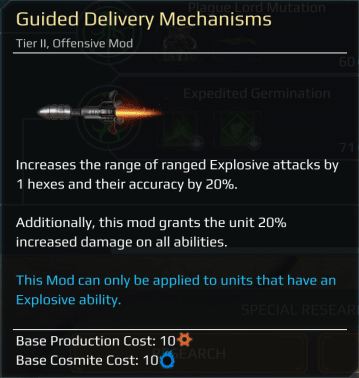 Plague Lord Mutation
Guided Delivery Mechanisms
Tier II, Offensive Mod
60
Expedited Germination
71
Increases the range of ranged Explosive attacks by
1 hexes and their accuracy by 20%.
Additionally, this mod grants the unit 20%
increased damage on all abilities.
This Mod can only be applied to units that have an
Explosive ability.
SPECIAL RESEAR
Base Production Cost: 10
RESEARCH
Base Cosmite Cost: 10